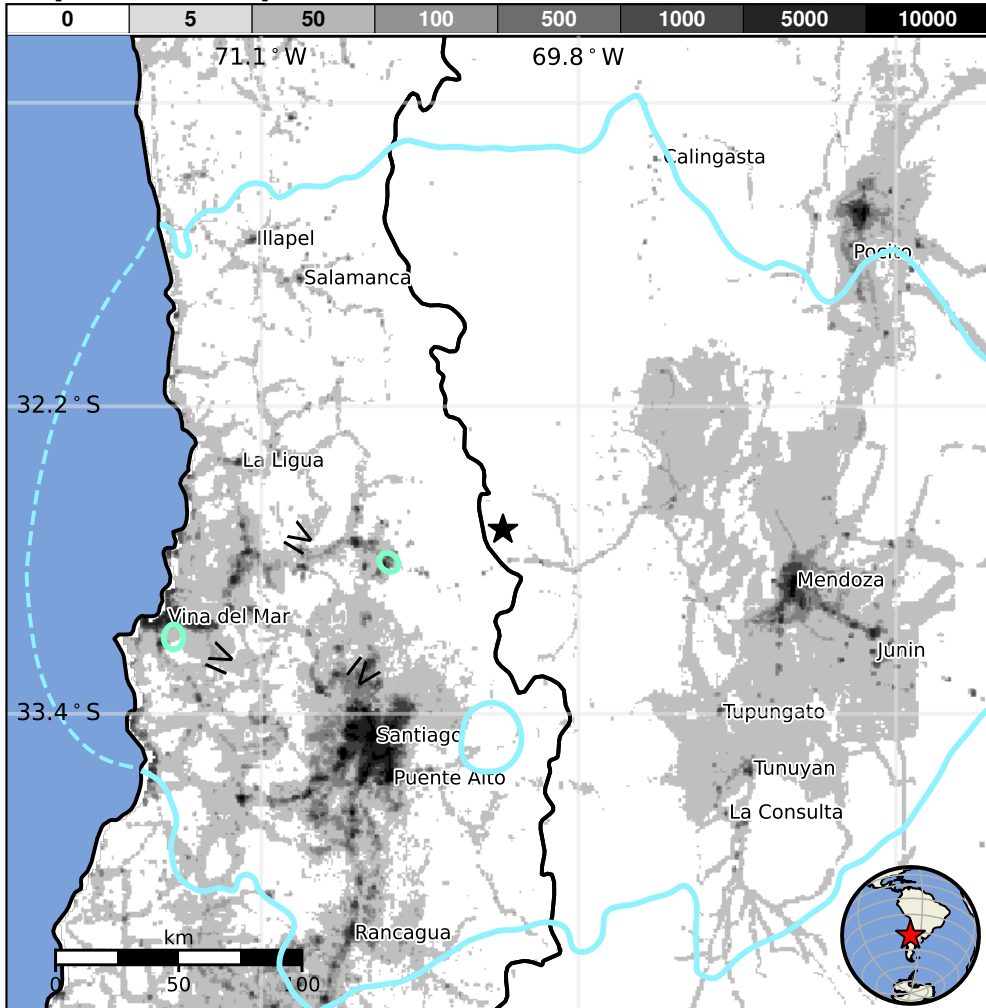 0 5 50 100 500 1000 5000 10000
71.1°W 69.8°W
Calingasta
Illapel
Pocito
Salamanca
32.2°S
La Ligua
IV
Mendoza
Vina del Mar
Junin
IV
IV
33.4°S
Tupungato
Santiago
Tunuyan
Puente Alto
La Consulta
Rancagua
km
0 50 100